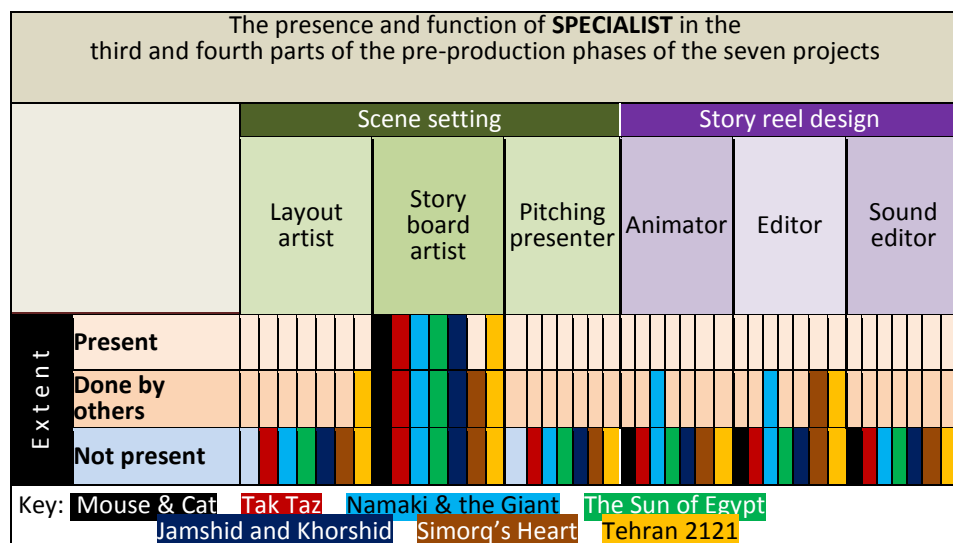 The presence and function of SPECIALIST in the
third and fourth parts of the pre-production phases of the seven projects
Scene setting Story reel design
Layout artist Story board artist Pitching presenter Animator Editor Sound editor
Extent
Present
Done by others
Not present
Key: Mouse & Cat Tak Taz Namaki & the Giant The Sun of Egypt
Jamshid and Khorshid Simorq's Heart Tehran 2121